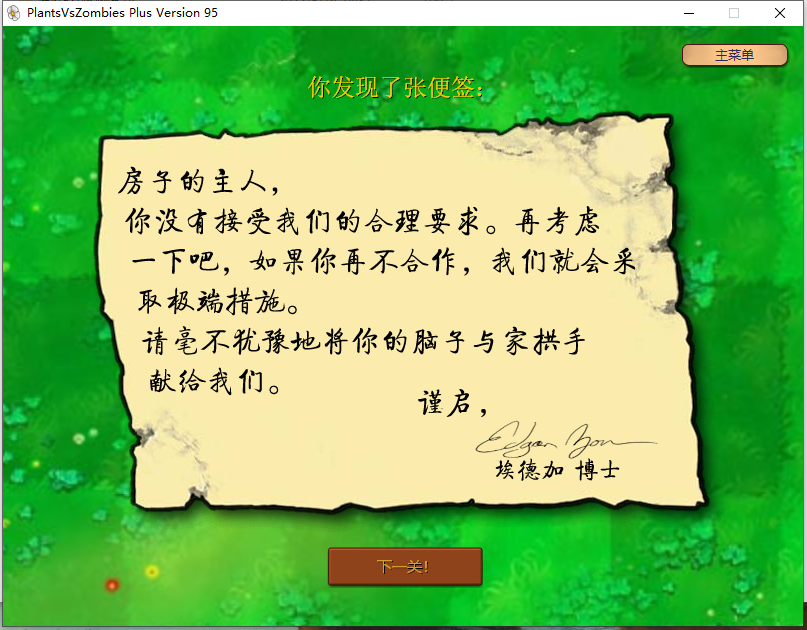 PlantsVsZombies Plus Version 95
主菜单
你发现了张便签：
房子的主人，
你没有接受我们的合理要求。再考虑
一下吧，如果你再不合作，我们就会采
取极端措施。
请毫不犹豫地将你的脑子与家拱手
献给我们。
谨启，
埃德加 博士
下一关!